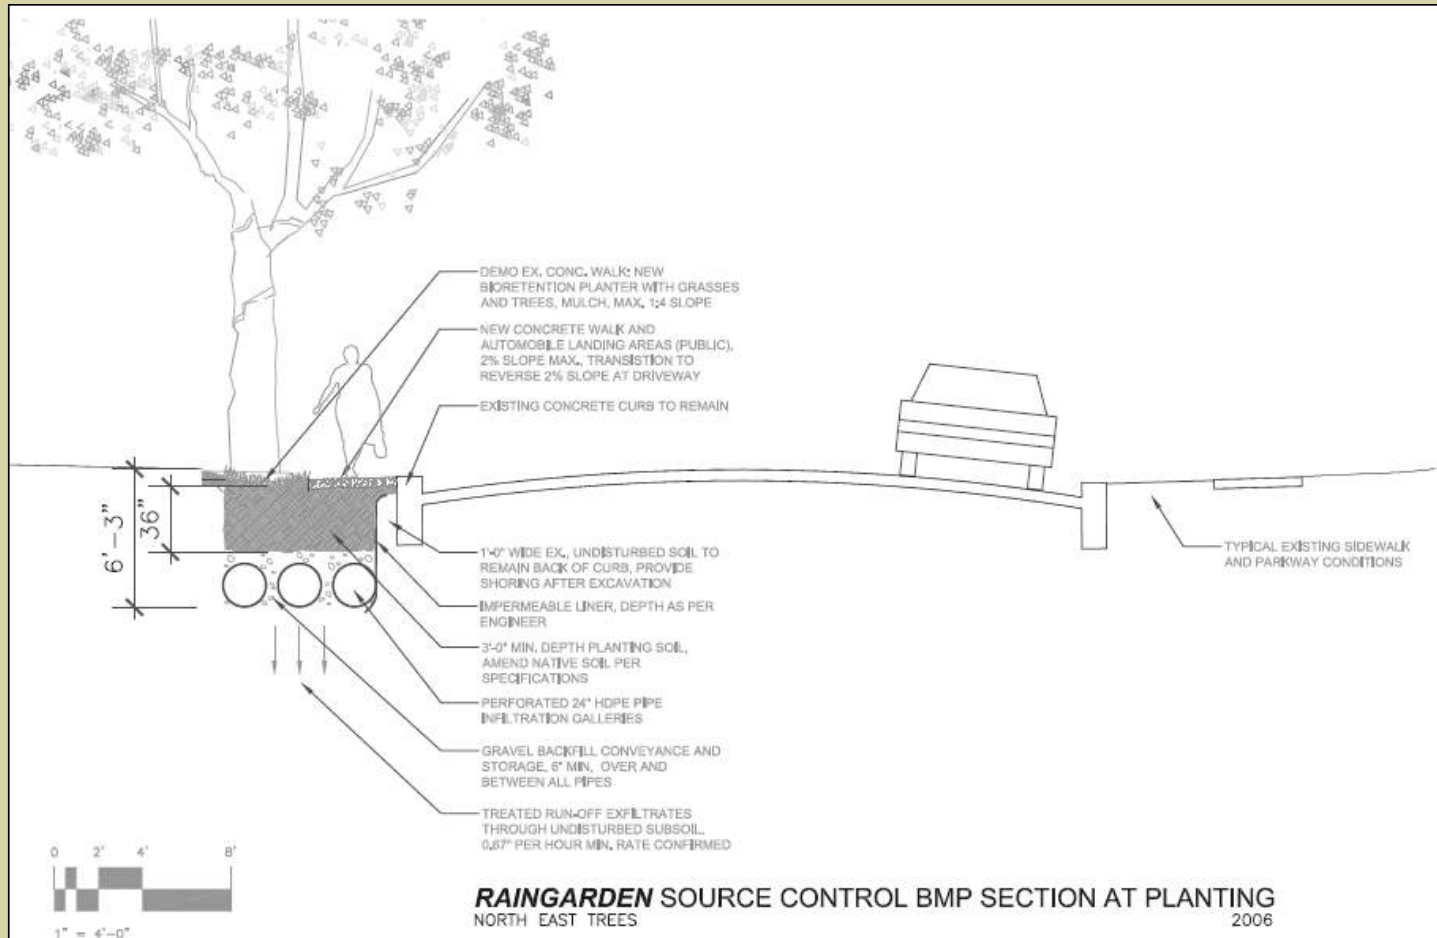 DEMO EX. CONC. WALK: NEW
BIORETENTION PLANTER WITH GRASSES
AND TREES, MULCH, MAX. 1:4 SLOPE
NEW CONCRETE WALK AND
AUTOMOBILE LANDING AREAS (PUBLIC),
2% SLOPE MAX., TRANSISTION TO
REVERSE 2% SLOPE AT DRIVEWAY
EXISTING CONCRETE CURB TO REMAIN
6'-3"
36"
1'-0" WIDE EX., UNDISTURBED SOIL TO
REMAIN BACK OF CURB, PROVIDE
SHORING AFTER EXCAVATION
IMPERMEABLE LINER, DEPTH AS PER
ENGINEER
3'-0" MIN. DEPTH PLANTING SOIL,
AMEND NATIVE SOIL PER
SPECIFICATIONS
PERFORATED 24" HDPE PIPE
INFILTRATION GALLERIES
GRAVEL BACKFILL CONVEYANCE AND
STORAGE, 6" MIN, OVER AND
BETWEEN ALL PIPES
TREATED RUN-OFF EXFILTRATES
THROUGH UNDISTURBED SUBSOIL,
0.67" PER HOUR MIN. RATE CONFIRMED
TYPICAL EXISTING SIDEWALK
AND PARKWAY CONDITIONS
0 2' 4' 8'
1" = 4'-0"
RAINGARDEN SOURCE CONTROL BMP SECTION AT PLANTING
NORTH EAST TREES 2006